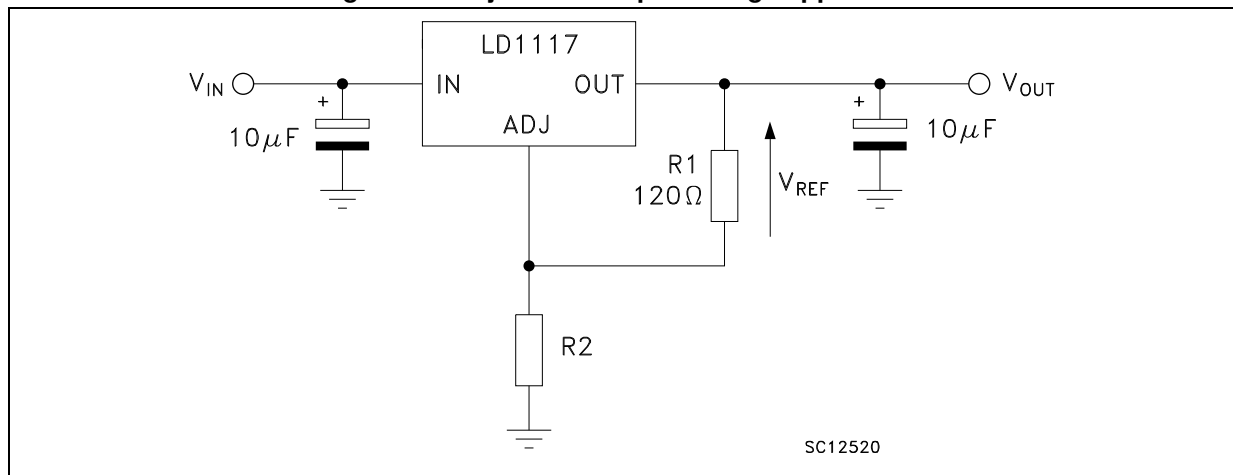 LD1117
V_IN
IN
OUT
V_OUT
+
10μF
ADJ
+
10μF
R1
120Ω
V_REF
R2
SC12520